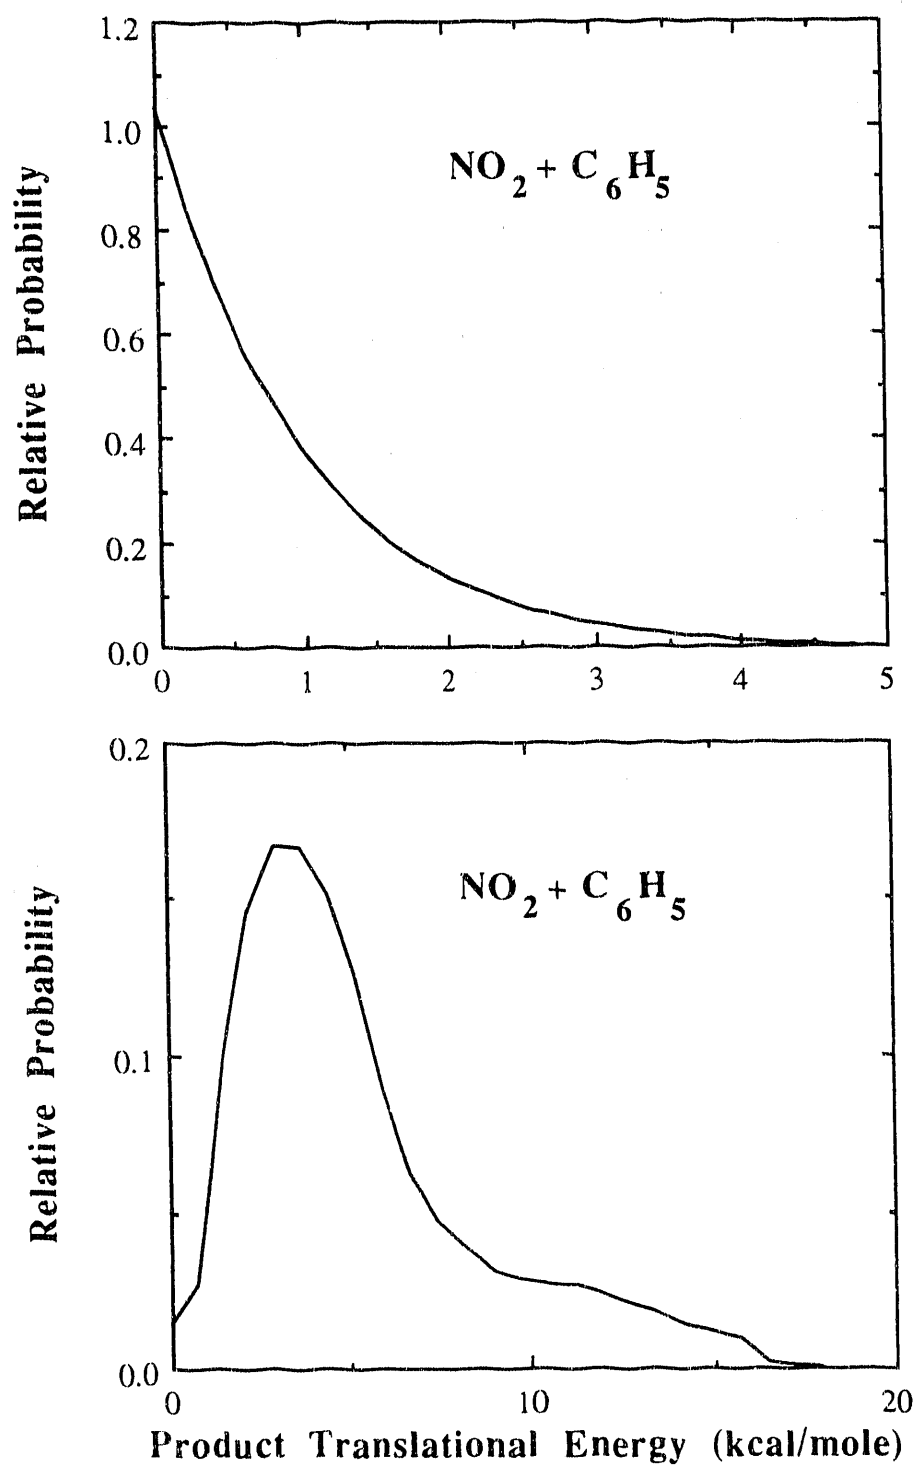 1.2
1.0
0.8
0.6
0.4
0.2
0.0
Relative Probability
NO2 + C6H5
0 1 2 3 4 5
0.2
0.1
0.0
Relative Probability
NO2 + C6H5
0 10 20
Product Translational Energy (kcal/mole)